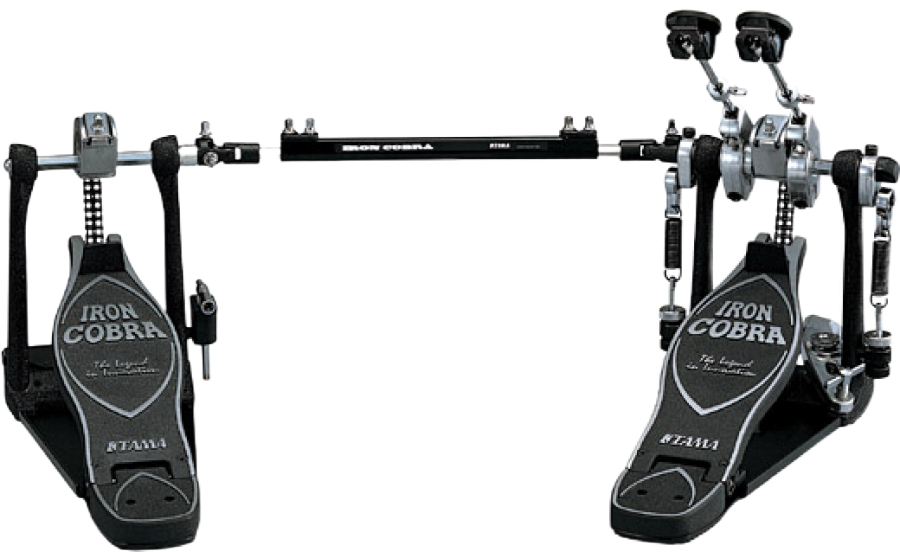 IRON COBRA
TAMA
IRON
COBRA
The Legend
in Innovation
TAMA
IRON
COBRA
The Legend
in Innovation
TAMA